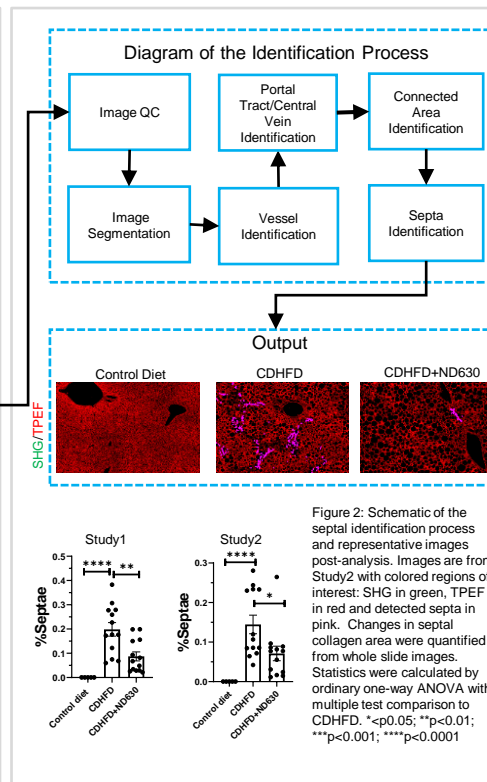 Diagram of the Identification Process
Image QC
Image
Segmentation
Vessel
Identification
Portal
Tract/Central
Vein
Identification
Connected
Area
Identification
Septa
Identification
Output
Control Diet
CDHFD
CDHFD+ND630
SHG/TPEF
Study1
%Septae
0.5
0.4
0.3
0.2
0.1
0.0
****
**
Control diet
CDHFD
CDHFD+ND630
Study2
%Septae
0.3
0.2
0.1
0.0
****
*
Control diet
CDHFD
CDHFD+ND630
Figure 2: Schematic of the
septal identification process
and representative images
post-analysis. Images are from
Study2 with colored regions of
interest: SHG in green, TPEF
in red and detected septa in
pink. Changes in septal
collagen area were quantified
from whole slide images.
Statistics were calculated by
ordinary one-way ANOVA with
multiple test comparison to
CDHFD. *<p0.05; **p<0.01;
***p<0.001; ****p<0.0001